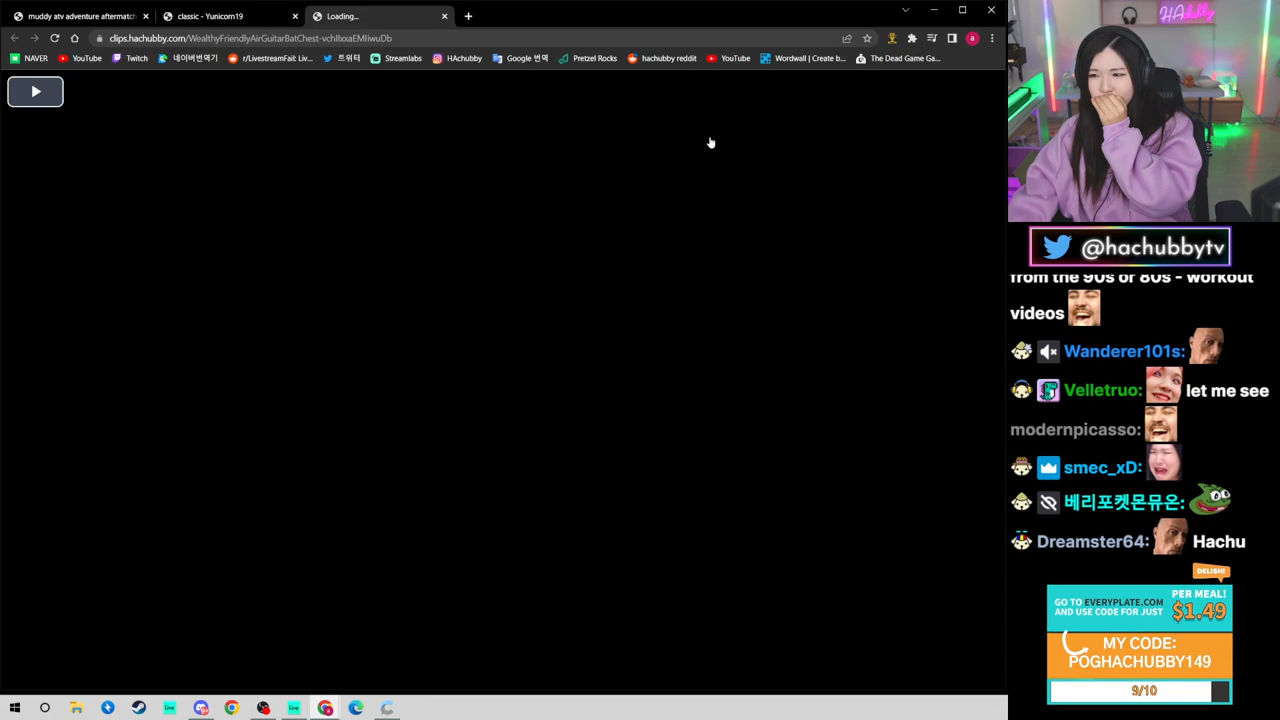 muddy atv adventure aftermatch
classic - Yunicorn19
Loading...
clips.hachubby.com/WealthyFriendlyAirGuitarBatChest-vchIlxxaEMIiwuDb
NAVER
YouTube
Twitch
네이버번역기
r/LivestreamFail: Liv...
트위터
Streamlabs
HAchubby
Google 번역
Pretzel Rocks
hachubby reddit
YouTube
Wordwall | Create b...
The Dead Game Ga...
HAchubby
@hachubbytv
from the 90s or 80s - workout
videos
Wanderer101s:
Velletruo: let me see
modernpicasso:
smec_xD:
베리포켓몬뮤온:
Dreamster64: Hachu
DELISH!
GO TO EVERYPLATE.COM
AND USE CODE FOR JUST
PER MEAL!
$1.49
MY CODE:
POGHACHUBBY149
9/10
Live
Live